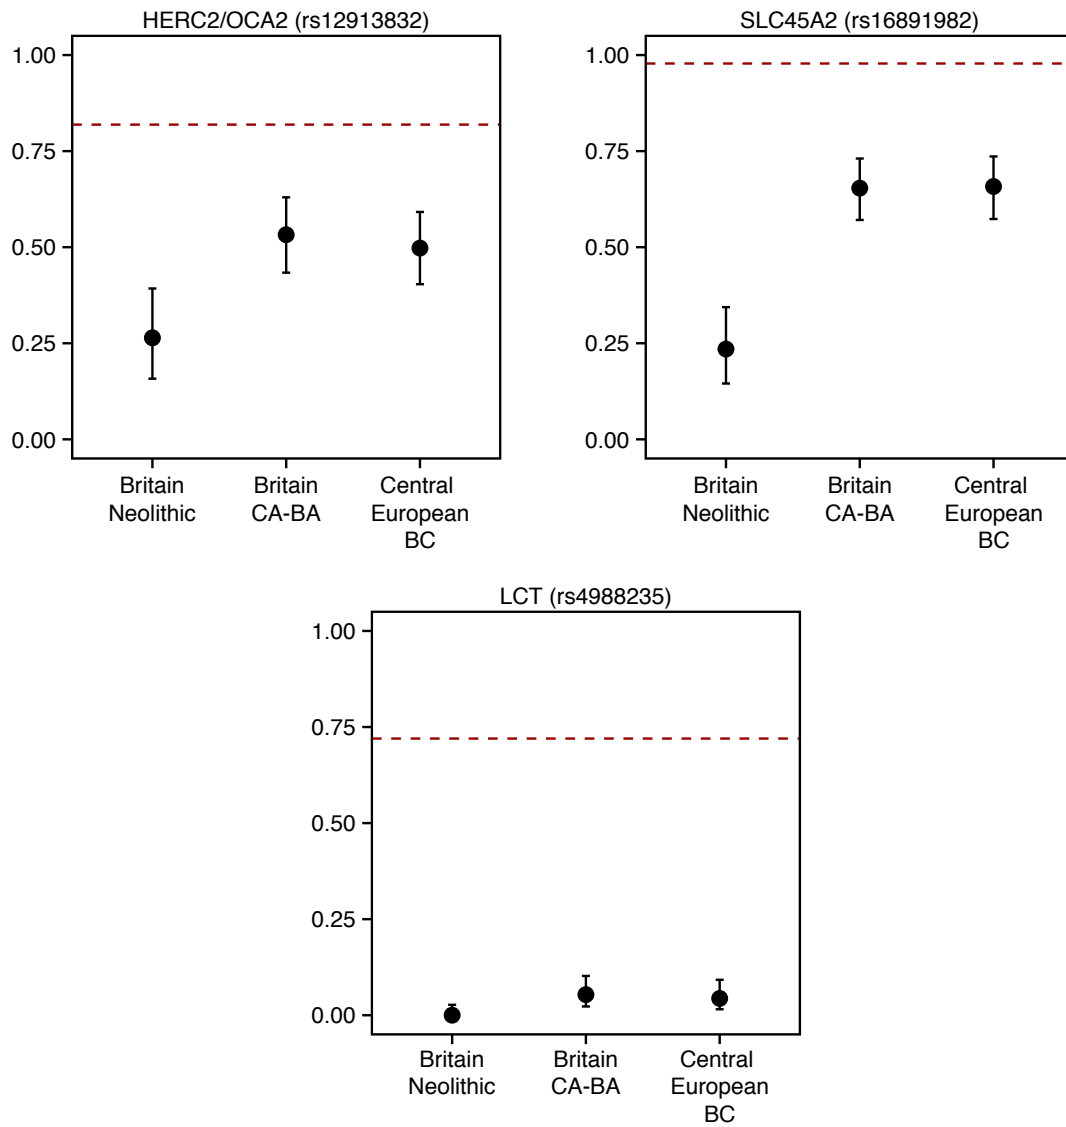 HERC2/OCA2 (rs12913832)
1.00
0.75
0.50
0.25
0.00
Britain
Neolithic
Britain
CA-BA
Central
European
BC
SLC45A2 (rs16891982)
1.00
0.75
0.50
0.25
0.00
Britain
Neolithic
Britain
CA-BA
Central
European
BC
LCT (rs4988235)
1.00
0.75
0.50
0.25
0.00
Britain
Neolithic
Britain
CA-BA
Central
European
BC